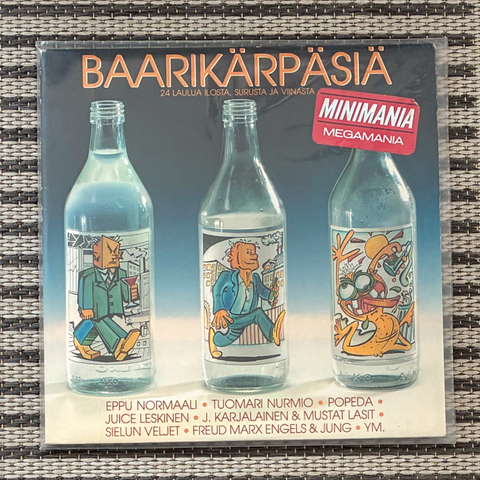 BAARIKÄRPÄSIÄ
24 LAULUA ILOSTA, SURUSTA JA VIINASTA
MINIMANIA
MEGAMANIA
EPPU NORMAALI • TUOMARI NURMIO • POPEDA •
JUICE LESKINEN • J. KARJALAINEN & MUSTAT LASIT •
SIELUN VELJET • FREUD MARX ENGELS & JUNG • YM.